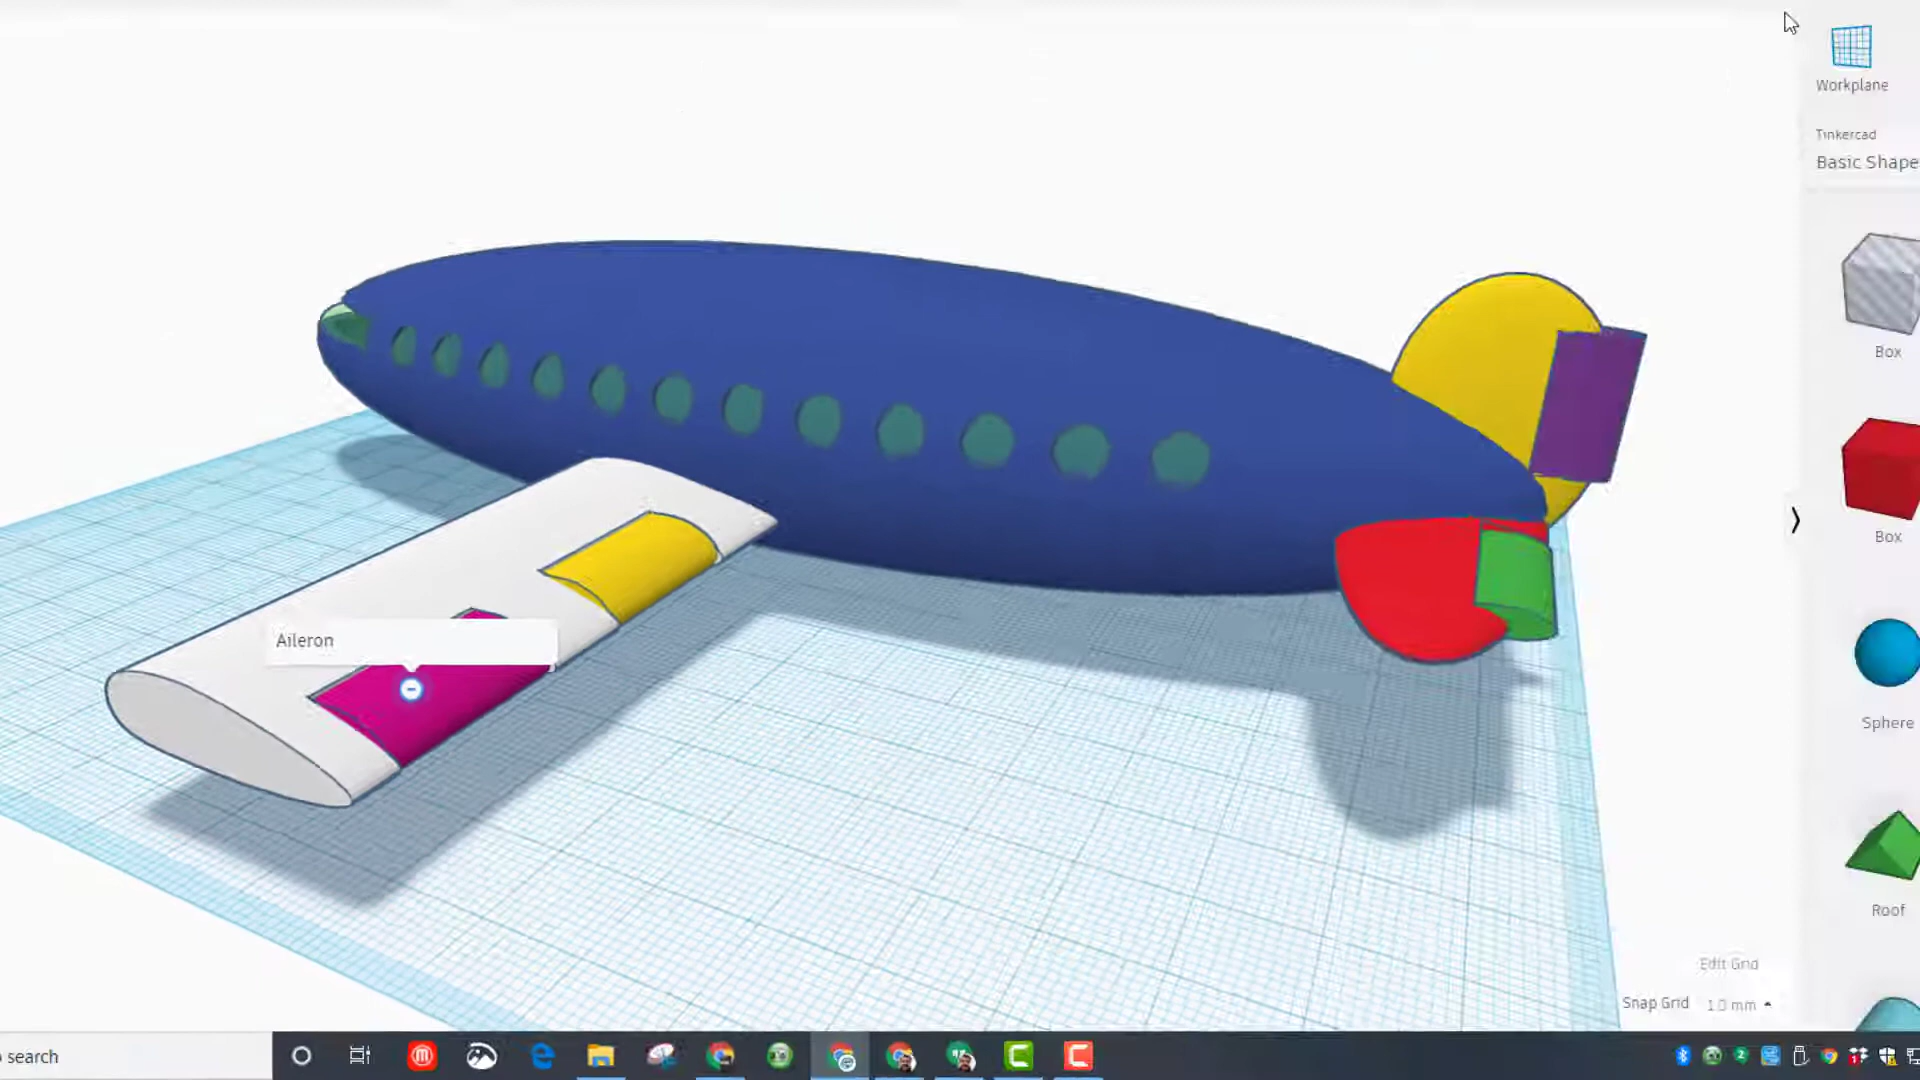 Workplane
Tinkercad
Basic Shape
Box
Box
Aileron
Sphere
Roof
Edit Grid
Snap Grid 1.0 mm
search